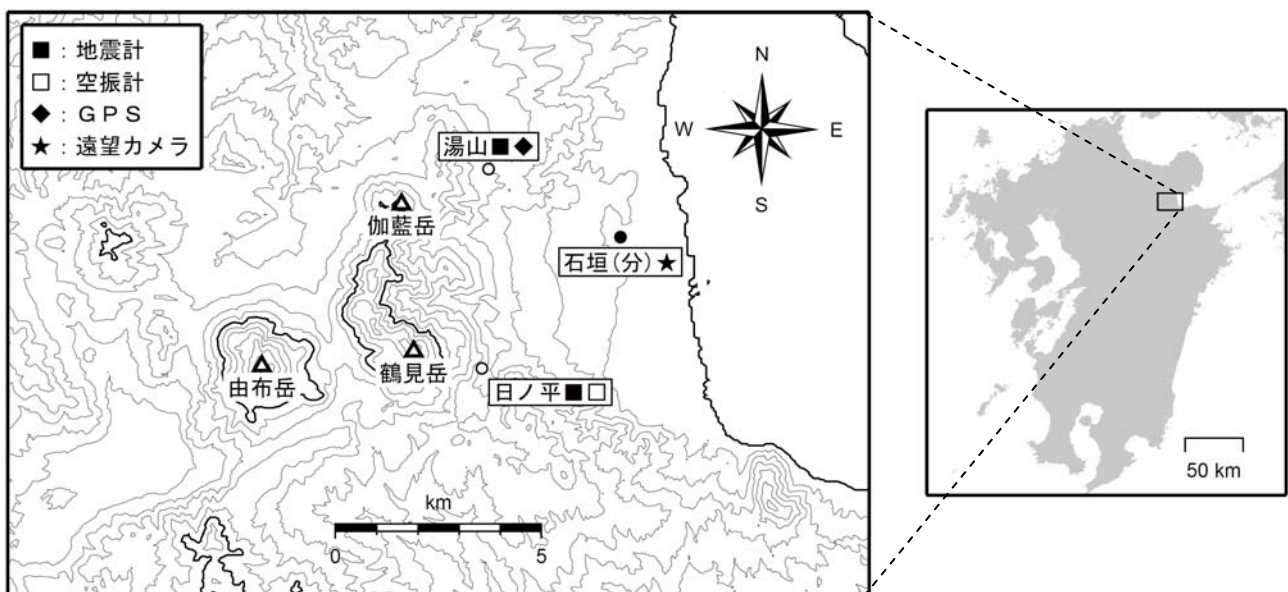 ■：地震計
□：空振計
◆：ＧＰＳ
★：遠望カメラ
N
W
E
S
湯山■◆
伽藍岳
石垣(分)★
由布岳
鶴見岳
日ノ平■□
km
0
5
50 km